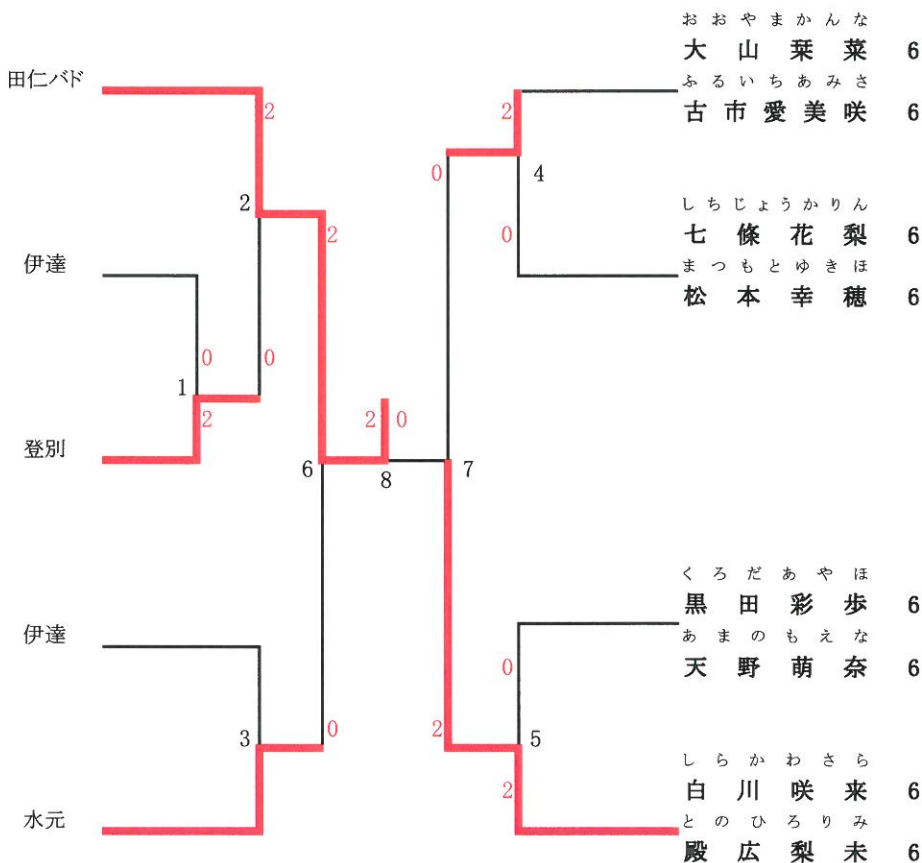 田仁バド
伊達
登別
伊達
水元
2
2
0
0
1
2
2
6
3
0
2
0
8
2
4
0
0
7
0
5
2
2
おおやまかんな
大山栞菜 6
ふるいちあみさ
古市愛美咲 6
しちじょうかりん
七條花梨 6
まつもとゆきほ
松本幸穂 6
くろだあやほ
黒田彩歩 6
あまのもえな
天野萌奈 6
しらかわさら
白川咲来 6
とのひろりみ
殿広梨未 6